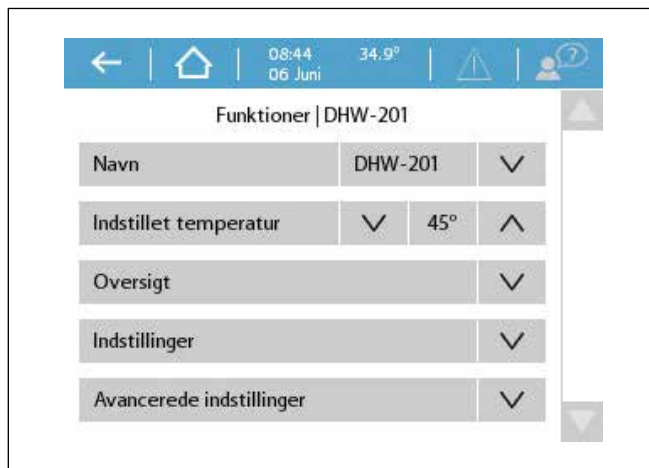 08:44 34.9°
06 Juni
?
Funktioner | DHW-201
Navn DHW-201
Indstillet temperatur 45°
Oversigt
Indstillinger
Avancerede indstillinger